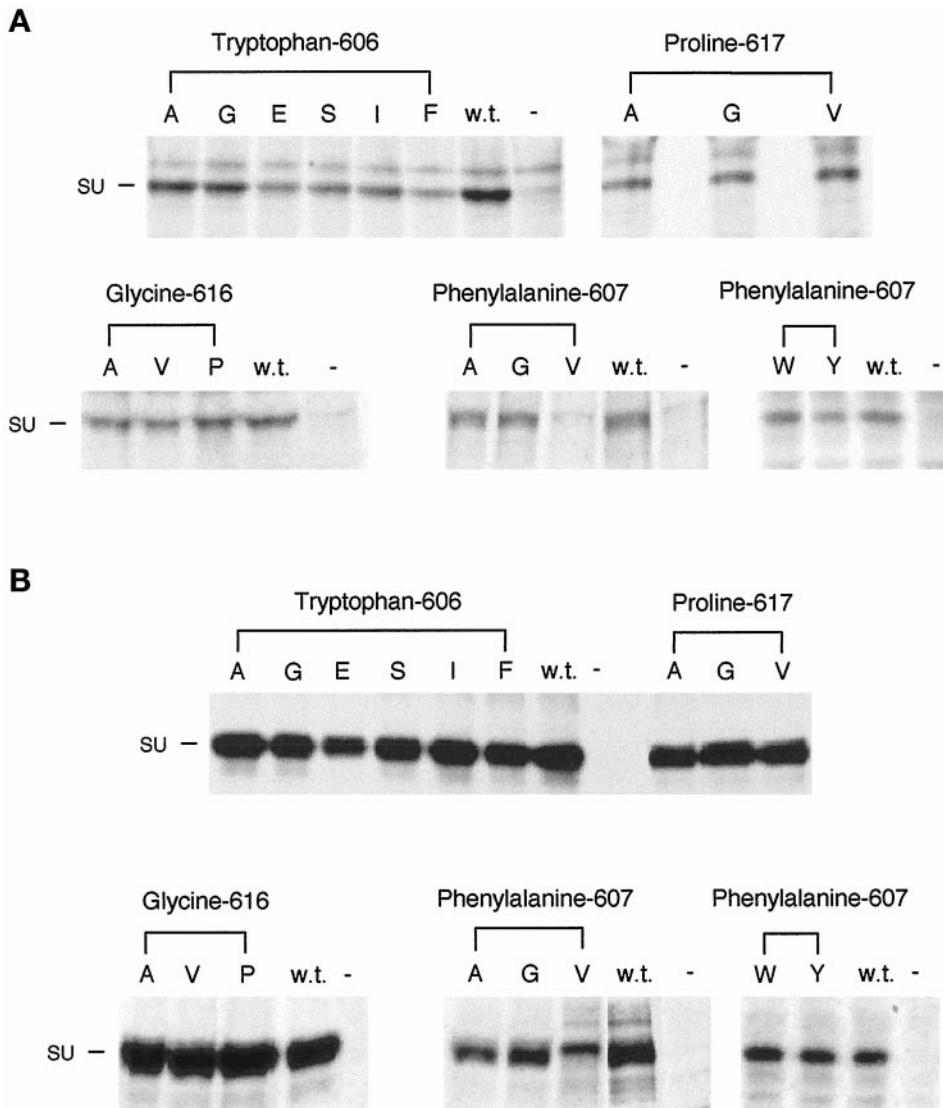 A
Tryptophan-606 Proline-617
A G E S I F w.t. - A G V
SU –
Glycine-616 Phenylalanine-607 Phenylalanine-607
A V P w.t. - A G V w.t. - W Y w.t. -
SU –
B
Tryptophan-606 Proline-617
A G E S I F w.t. - A G V
SU –
Glycine-616 Phenylalanine-607 Phenylalanine-607
A V P w.t. - A G V w.t. - W Y w.t. -
SU –